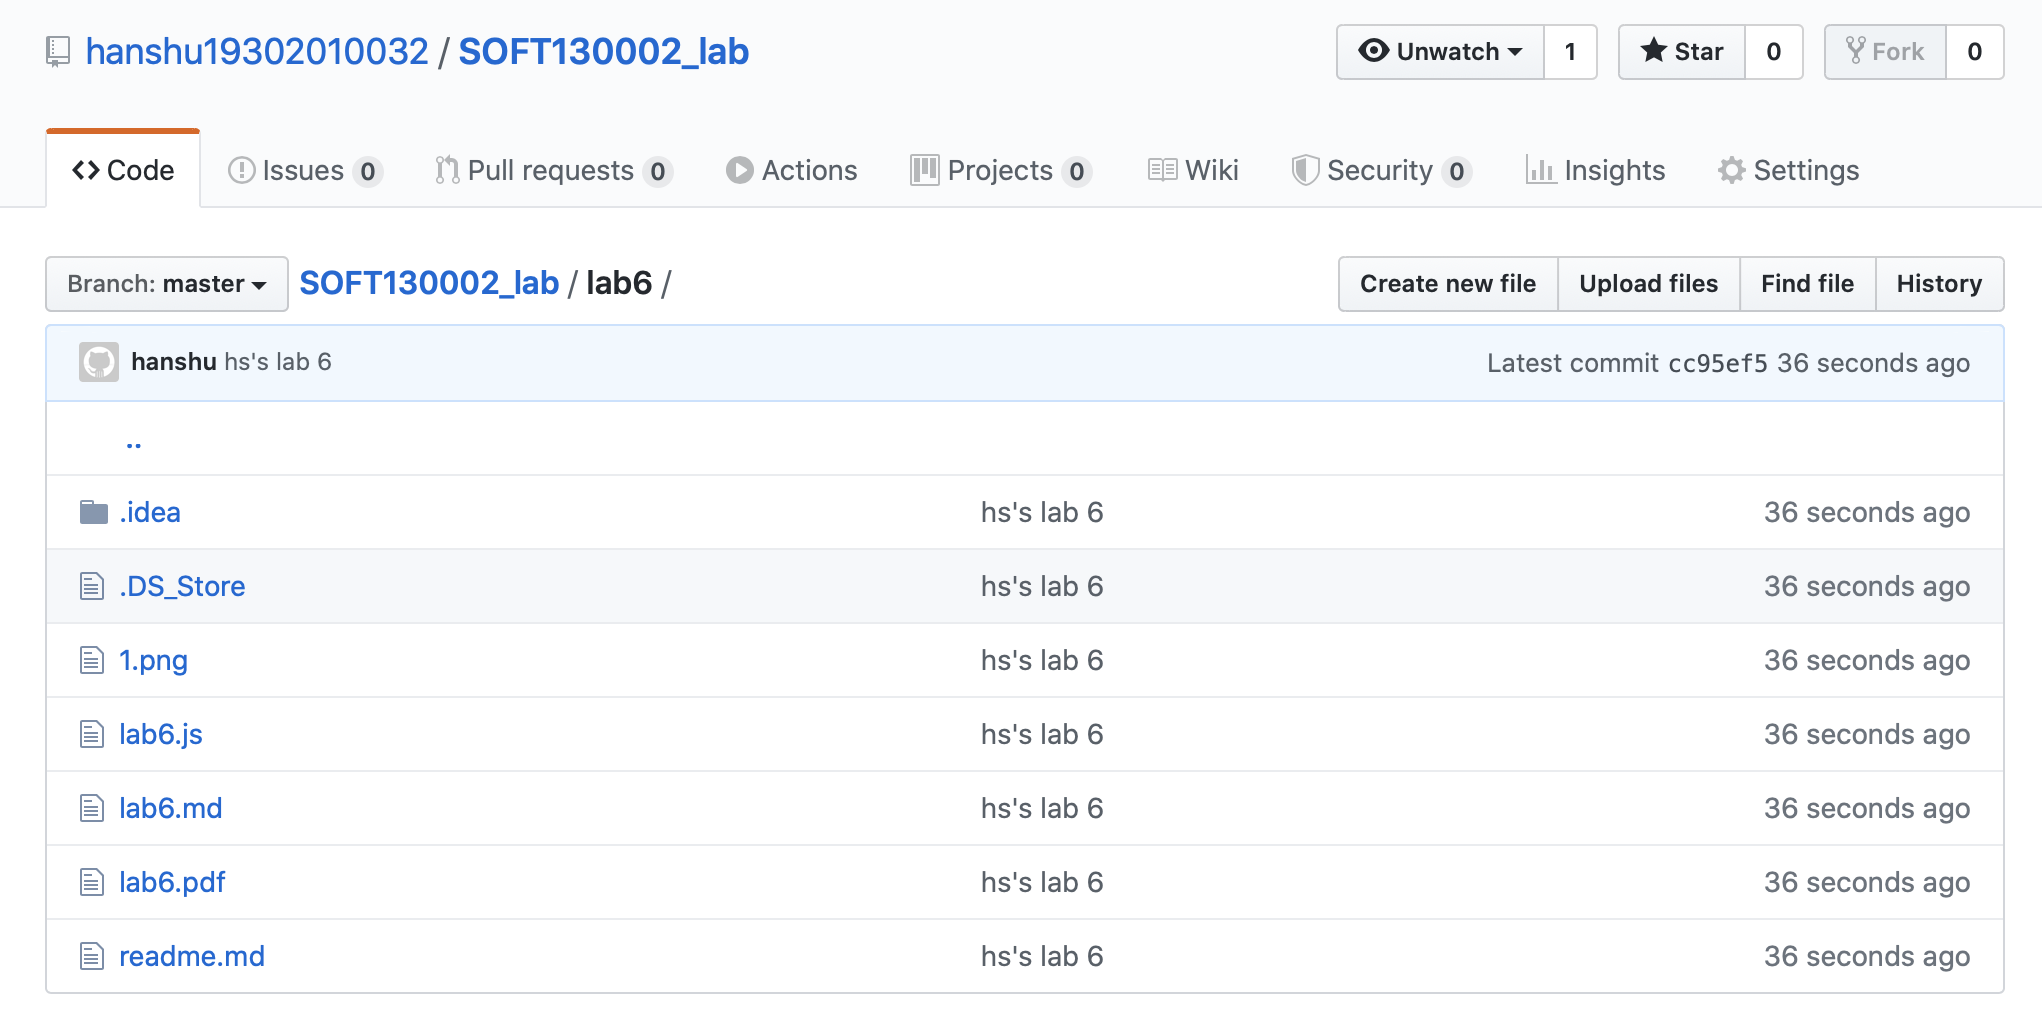 hanshu19302010032 / SOFT130002_lab Unwatch 1 Star 0 Fork 0
Code Issues 0 Pull requests 0 Actions Projects 0 Wiki Security 0 Insights Settings
Branch: master SOFT130002_lab / lab6 / Create new file Upload files Find file History
hanshu hs's lab 6 Latest commit cc95ef5 36 seconds ago
..
.idea hs's lab 6 36 seconds ago
.DS_Store hs's lab 6 36 seconds ago
1.png hs's lab 6 36 seconds ago
lab6.js hs's lab 6 36 seconds ago
lab6.md hs's lab 6 36 seconds ago
lab6.pdf hs's lab 6 36 seconds ago
readme.md hs's lab 6 36 seconds ago